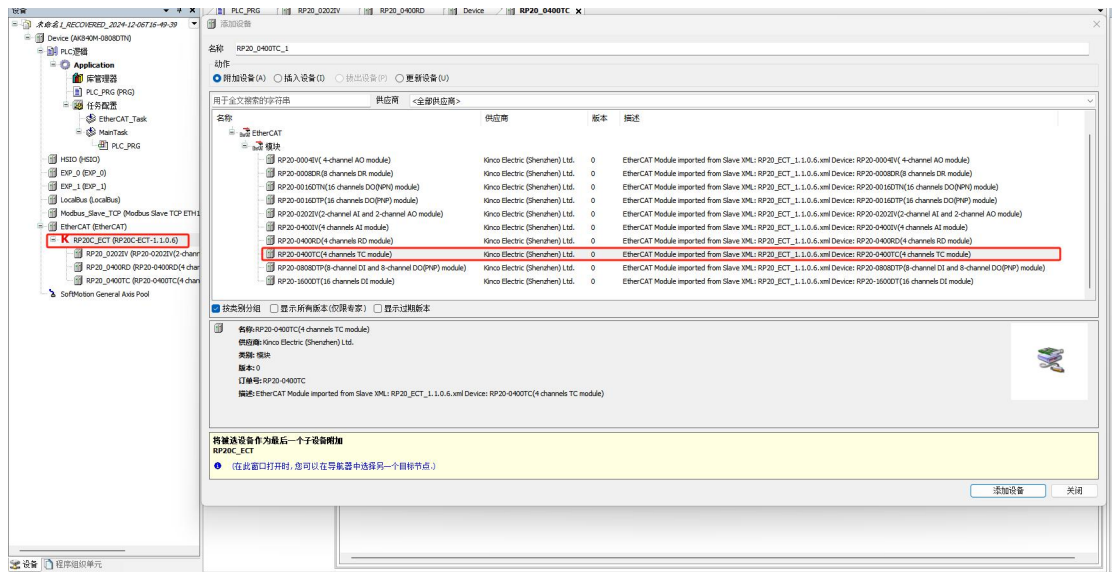 设备
PLC_PRG
RP20_0202IV
RP20_0400RD
Device
RP20_0400TC
未命名1_RECOVERED_2024-12-06T16-49-39
Device (AK840M-0808DTN)
PLC逻辑
Application
库管理器
PLC_PRG (PRG)
任务配置
EtherCAT_Task
MainTask
PLC_PRG
HSIO (HSIO)
EXP_0 (EXP_0)
EXP_1 (EXP_1)
LocalBus (LocalBus)
Modbus_Slave_TCP (Modbus Slave TCP ETH1
EtherCAT (EtherCAT)
RP20C_ECT (RP20C-ECT-1.1.0.6)
RP20_0202IV (RP20-0202IV(2-chann
RP20_0400RD (RP20-0400RD(4 char
RP20_0400TC (RP20-0400TC(4 chan
SoftMotion General Axis Pool
设备 程序组织单元
添加设备
名称 RP20_0400TC_1
动作
附加设备(A) 插入设备(I) 拔出设备(P) 更新设备(U)
用于全文搜索的字符串 供应商 <全部供应商>
名称 供应商 版本 描述
EtherCAT
模块
RP20-0004IV( 4-channel AO module) Kinco Electric (Shenzhen) Ltd. 0 EtherCAT Module imported from Slave XML: RP20_ECT_1.1.0.6.xml Device: RP20-0004IV( 4-channel AO module)
RP20-0008DR(8 channels DR module) Kinco Electric (Shenzhen) Ltd. 0 EtherCAT Module imported from Slave XML: RP20_ECT_1.1.0.6.xml Device: RP20-0008DR(8 channels DR module)
RP20-0016DTN(16 channels DO(NPN) module) Kinco Electric (Shenzhen) Ltd. 0 EtherCAT Module imported from Slave XML: RP20_ECT_1.1.0.6.xml Device: RP20-0016DTN(16 channels DO(NPN) module)
RP20-0016DTP(16 channels DO(PNP) module) Kinco Electric (Shenzhen) Ltd. 0 EtherCAT Module imported from Slave XML: RP20_ECT_1.1.0.6.xml Device: RP20-0016DTP(16 channels DO(PNP) module)
RP20-0202IV(2-channel AI and 2-channel AO module) Kinco Electric (Shenzhen) Ltd. 0 EtherCAT Module imported from Slave XML: RP20_ECT_1.1.0.6.xml Device: RP20-0202IV(2-channel AI and 2-channel AO module)
RP20-0400IV(4 channels AI module) Kinco Electric (Shenzhen) Ltd. 0 EtherCAT Module imported from Slave XML: RP20_ECT_1.1.0.6.xml Device: RP20-0400IV(4 channels AI module)
RP20-0400RD(4 channels RD module) Kinco Electric (Shenzhen) Ltd. 0 EtherCAT Module imported from Slave XML: RP20_ECT_1.1.0.6.xml Device: RP20-0400RD(4 channels RD module)
RP20-0400TC(4 channels TC module) Kinco Electric (Shenzhen) Ltd. 0 EtherCAT Module imported from Slave XML: RP20_ECT_1.1.0.6.xml Device: RP20-0400TC(4 channels TC module)
RP20-0808DTP(8-channel DI and 8-channel DO(PNP) module) Kinco Electric (Shenzhen) Ltd. 0 EtherCAT Module imported from Slave XML: RP20_ECT_1.1.0.6.xml Device: RP20-0808DTP(8-channel DI and 8-channel DO(PNP) module)
RP20-1600DT(16 channels DI module) Kinco Electric (Shenzhen) Ltd. 0 EtherCAT Module imported from Slave XML: RP20_ECT_1.1.0.6.xml Device: RP20-1600DT(16 channels DI module)
按类别分组 显示所有版本(仅限专家) 显示过期版本
名称:RP20-0400TC(4 channels TC module)
供应商:Kinco Electric (Shenzhen) Ltd.
类别: 模块
版本: 0
订单号: RP20-0400TC
描述: EtherCAT Module imported from Slave XML: RP20_ECT_1.1.0.6.xml Device: RP20-0400TC(4 channels TC module)
将被选设备作为最后一个子设备附加
RP20C_ECT
(在此窗口打开时,您可以在导航器中选择另一个目标节点.)
添加设备 关闭